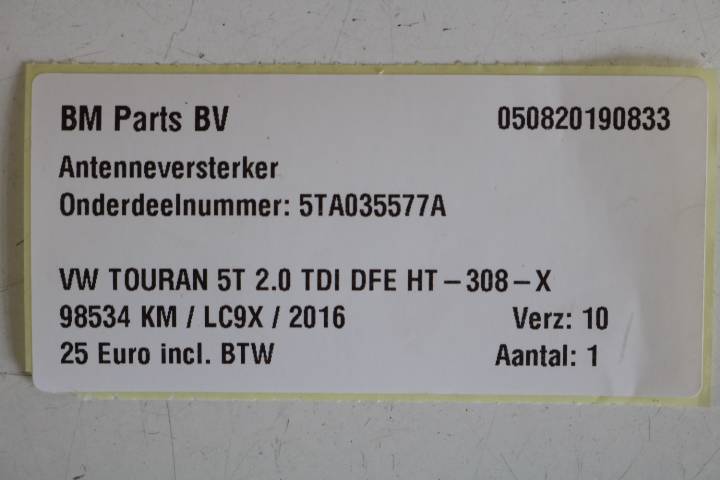 BM Parts BV 050820190833
Antenneversterker
Onderdeelnummer: 5TA035577A
VW TOURAN 5T 2.0 TDI DFE HT-308-X
98534 KM / LC9X / 2016 Verz: 10
25 Euro incl. BTW Aantal: 1